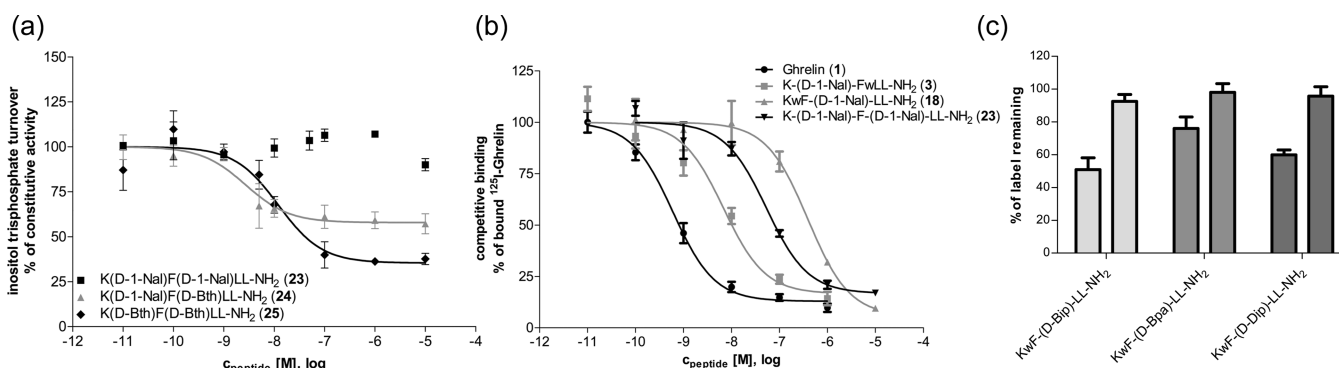 (a)
inositol trisphosphate turnover
% of constitutive activity
150
125
100
75
50
25
0
-12 -11 -10 -9 -8 -7 -6 -5 -4
K(D-1-Nal)F(D-1-Nal)LL-NH2 (23)
K(D-1-Nal)F(D-Bth)LL-NH2 (24)
K(D-Bth)F(D-Bth)LL-NH2 (25)
cpeptide [M], log
(b)
competitive binding
% of bound 125I-Ghrelin
125
100
75
50
25
0
-12 -11 -10 -9 -8 -7 -6 -5 -4
Ghrelin (1)
K-(D-1-Nal)-FwLL-NH2 (3)
KwF-(D-1-Nal)-LL-NH2 (18)
K-(D-1-Nal)-F-(D-1-Nal)-LL-NH2 (23)
cpeptide [M], log
(c)
% of label remaining
120
100
80
60
40
20
0
KwF-(D-Bip)-LL-NH2
KwF-(D-Bpa)-LL-NH2
KwF-(D-Dip)-LL-NH2